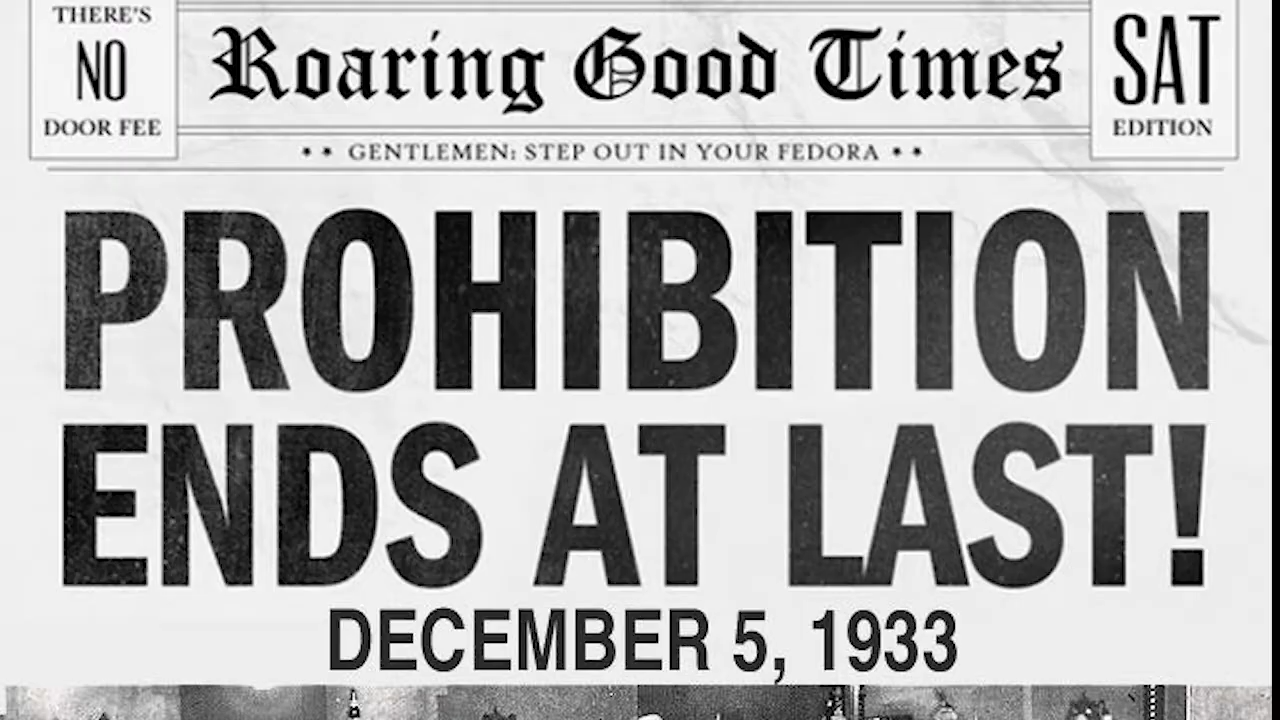 THERE'S
NO
DOOR FEE
Roaring Good Times
SAT
EDITION
** GENTLEMEN: STEP OUT IN YOUR FEDORA **
PROHIBITION
ENDS AT LAST!
DECEMBER 5, 1933